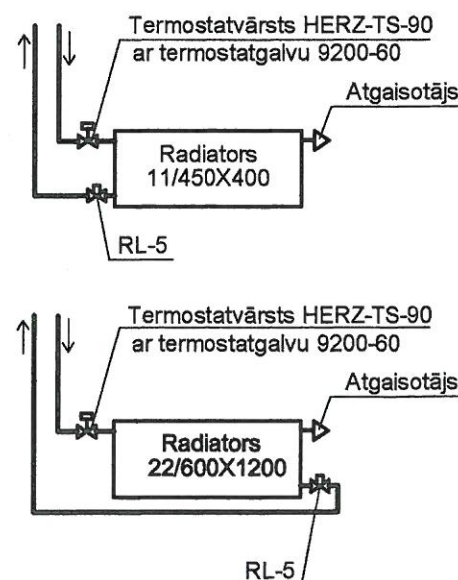 Termostatvārsts HERZ-TS-90
ar termostatgalvu 9200-60
Atgaisotājs
Radiators
11/450X400
RL-5
Termostatvārsts HERZ-TS-90
ar termostatgalvu 9200-60
Atgaisotājs
Radiators
22/600X1200
RL-5